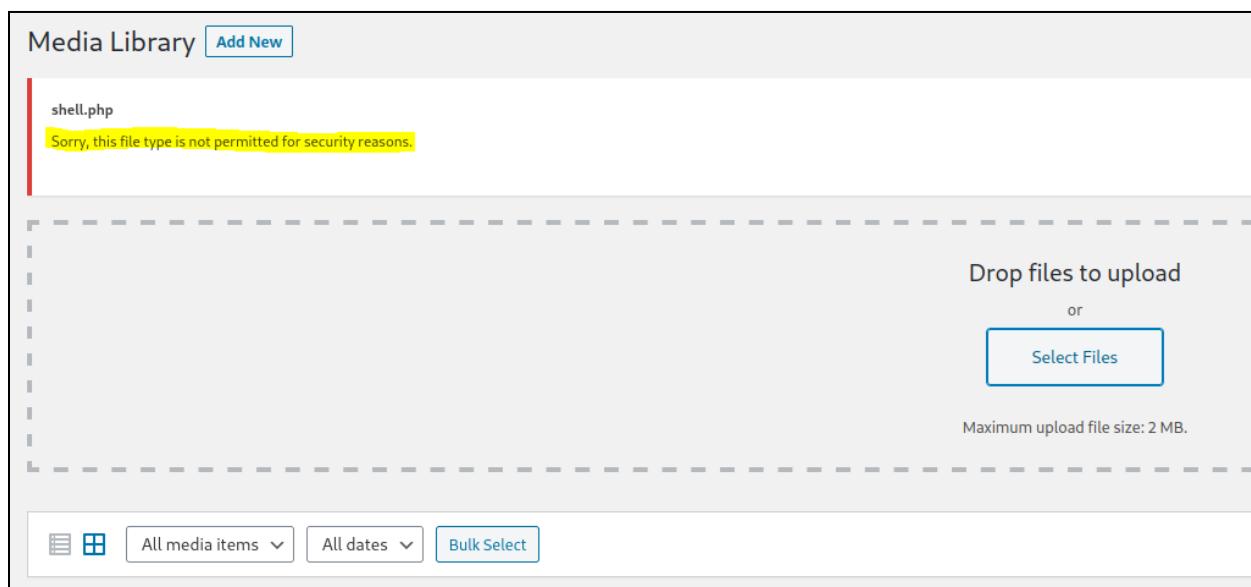 Media Library Add New
shell.php
Sorry, this file type is not permitted for security reasons.
Drop files to upload
or
Select Files
Maximum upload file size: 2 MB.
All media items All dates Bulk Select